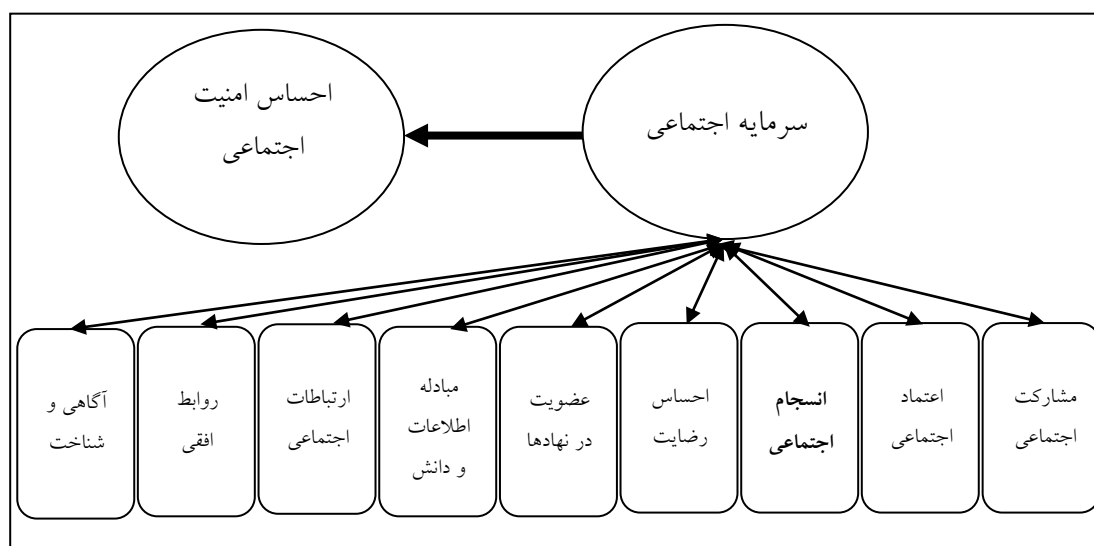 سرمایه اجتماعی
احساس امنیت
اجتماعی
مشارکت
اجتماعی
اعتماد
اجتماعی
انسجام
اجتماعی
احساس
رضایت
عضویت
در نهادها
مبادله
اطلاعات
و دانش
ارتباطات
اجتماعی
روابط
افقی
آگاهی و
شناخت